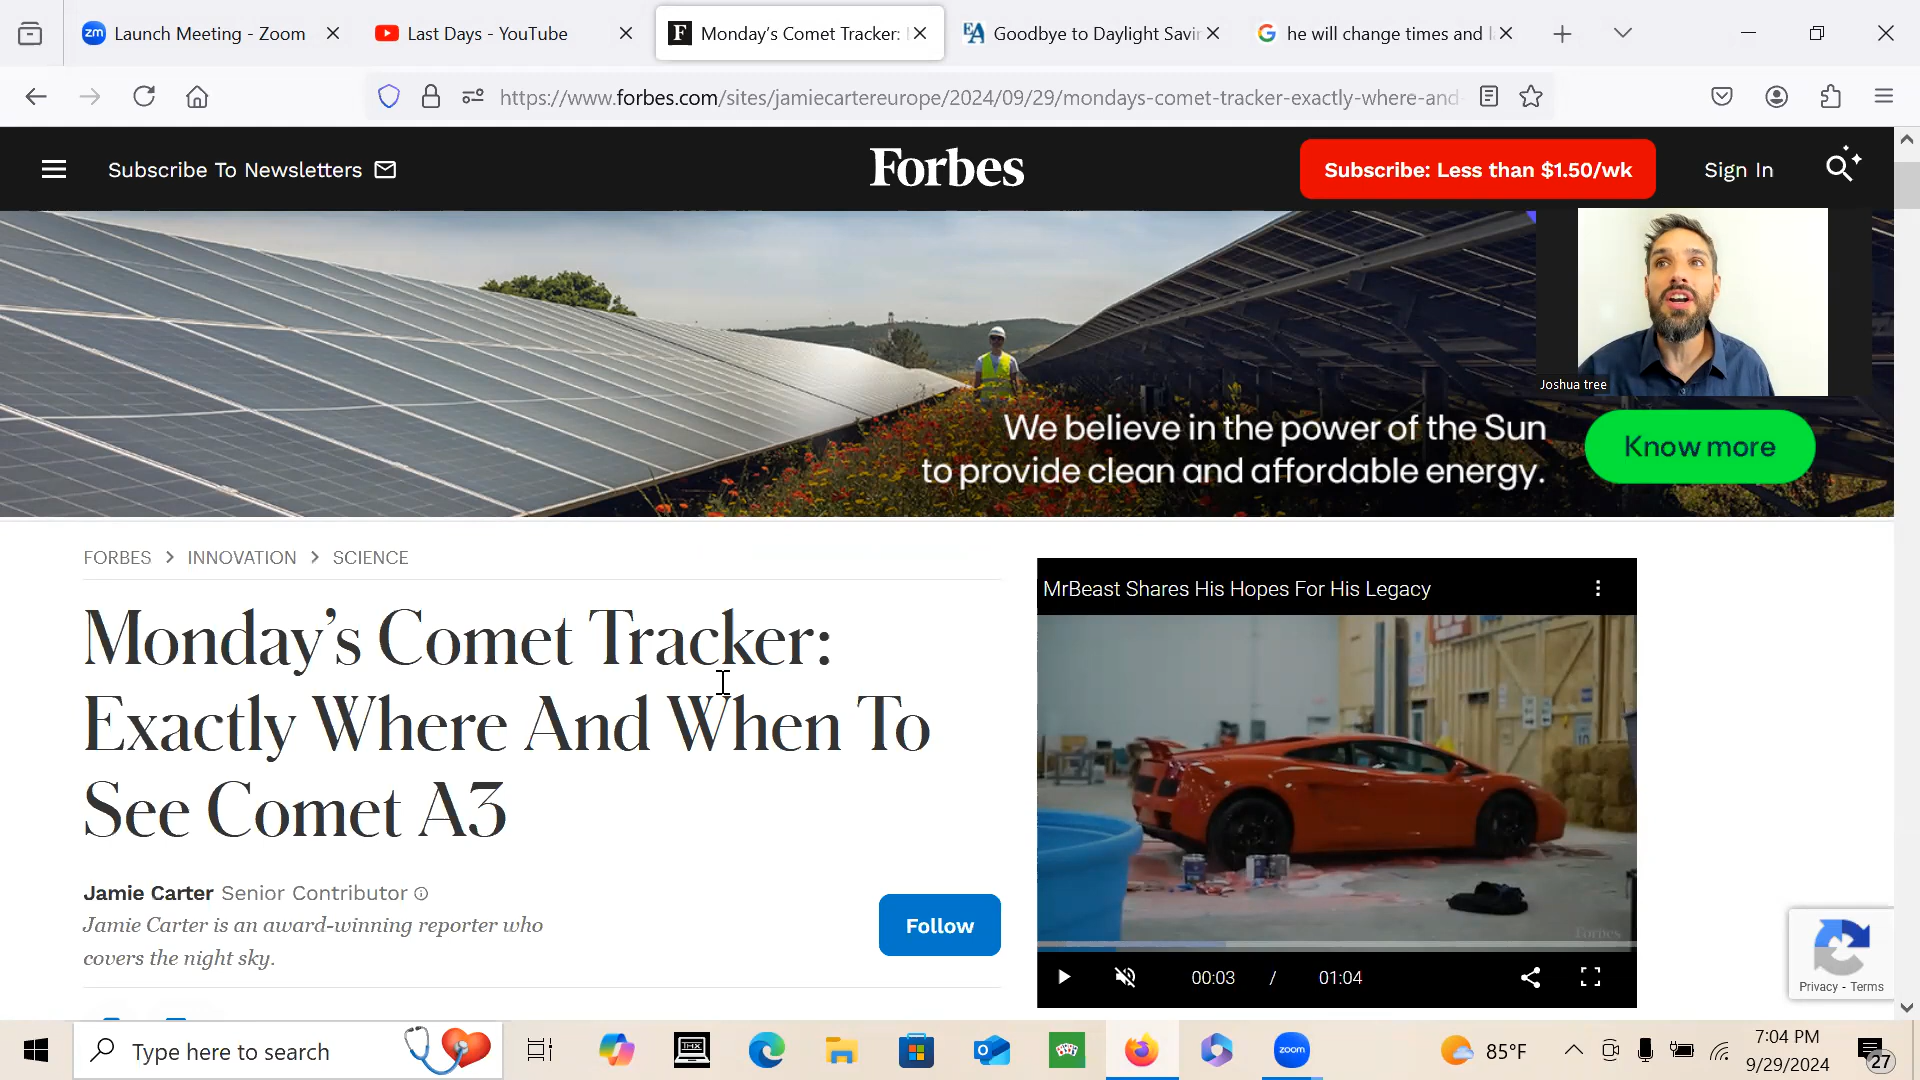 Launch Meeting - Zoom
Last Days - YouTube
Monday's Comet Tracker:
Goodbye to Daylight Savin
he will change times and l
https://www.forbes.com/sites/jamiecartereurope/2024/09/29/mondays-comet-tracker-exactly-where-and-
Subscribe To Newsletters
Forbes
Subscribe: Less than $1.50/wk
Sign In
Joshua tree
We believe in the power of the Sun
to provide clean and affordable energy.
Know more
FORBES > INNOVATION > SCIENCE
Monday's Comet Tracker:
Exactly Where And When To
See Comet A3
Jamie Carter Senior Contributor
Jamie Carter is an award-winning reporter who
covers the night sky.
Follow
MrBeast Shares His Hopes For His Legacy
Forbes
00:03 / 01:04
Privacy - Terms
Type here to search
THX
zoom
85°F
7:04 PM
9/29/2024
27